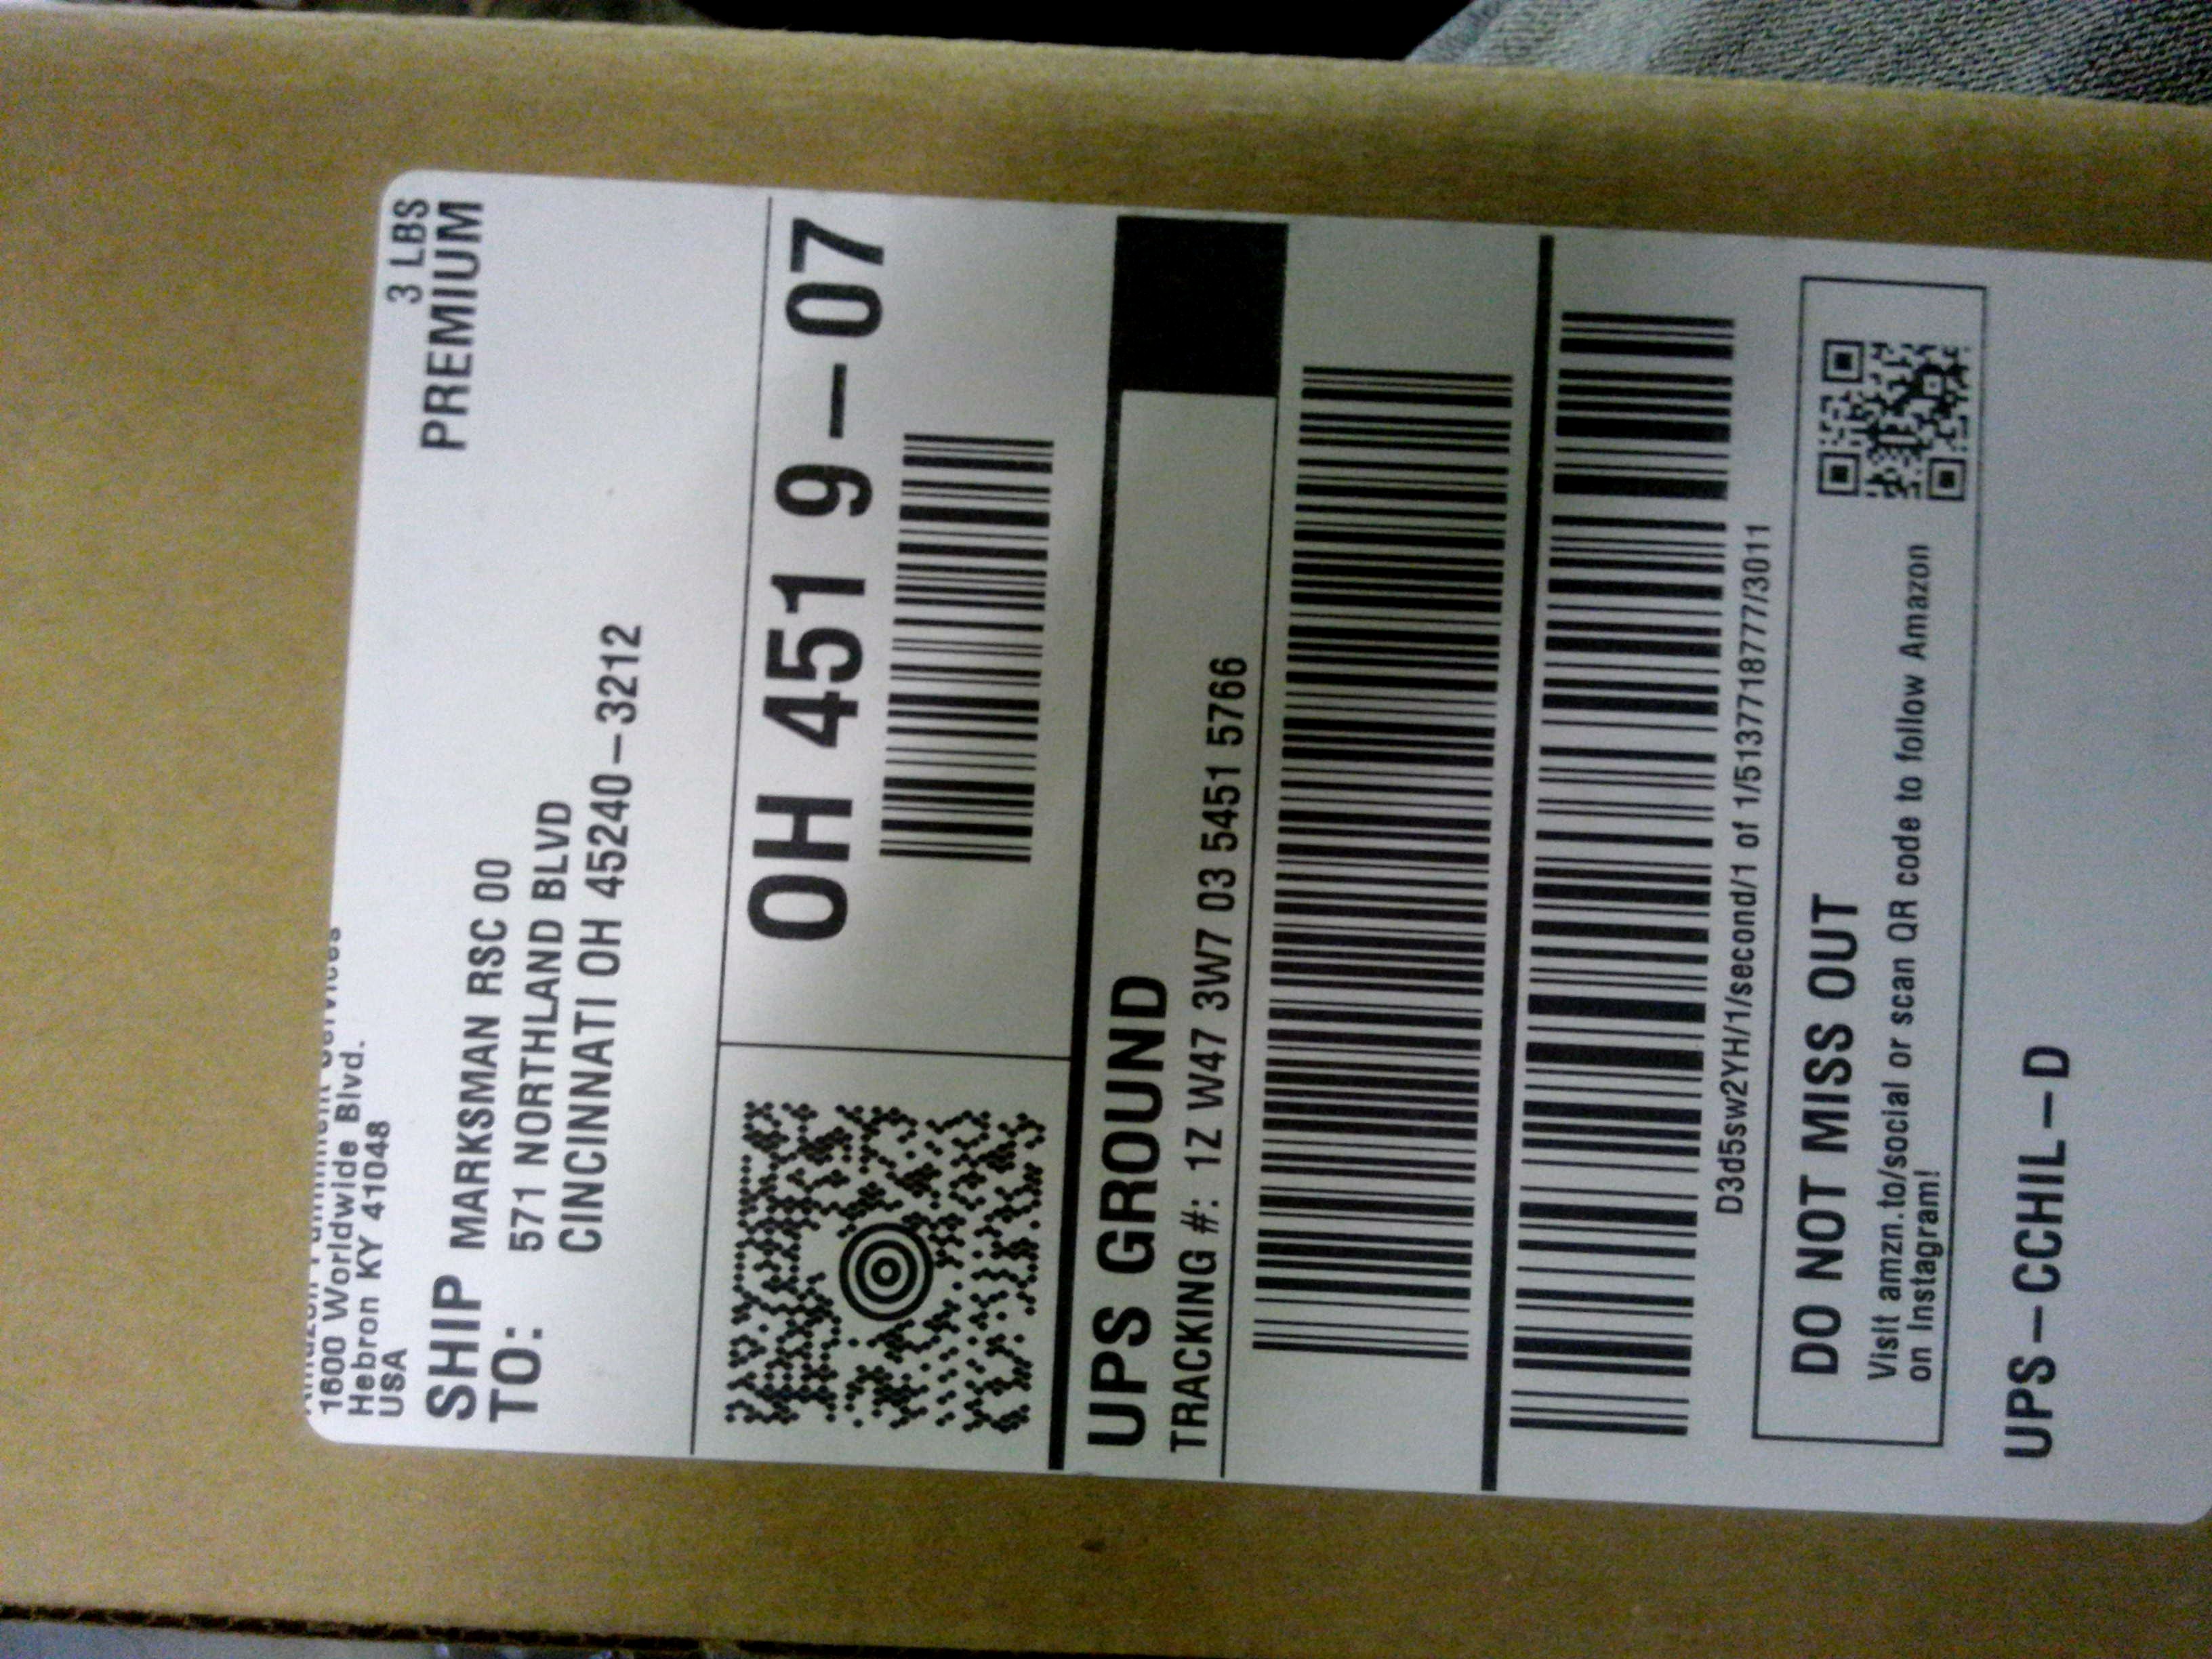 1600 Worldwide Blvd.
Hebron KY 41048
USA
3 LBS
PREMIUM
SHIP
TO:
MARKSMAN RSC 00
571 NORTHLAND BLVD
CINCINNATI OH 45240-3212
OH 451 9-07
UPS GROUND
TRACKING #: 1Z W47 3W7 03 5451 5766
D3d5sw2YH/1/second/1 of 1/5137718777/3011
DO NOT MISS OUT
Visit amzn.to/social or scan QR code to follow Amazon
on Instagram!
UPS-CCHIL-D